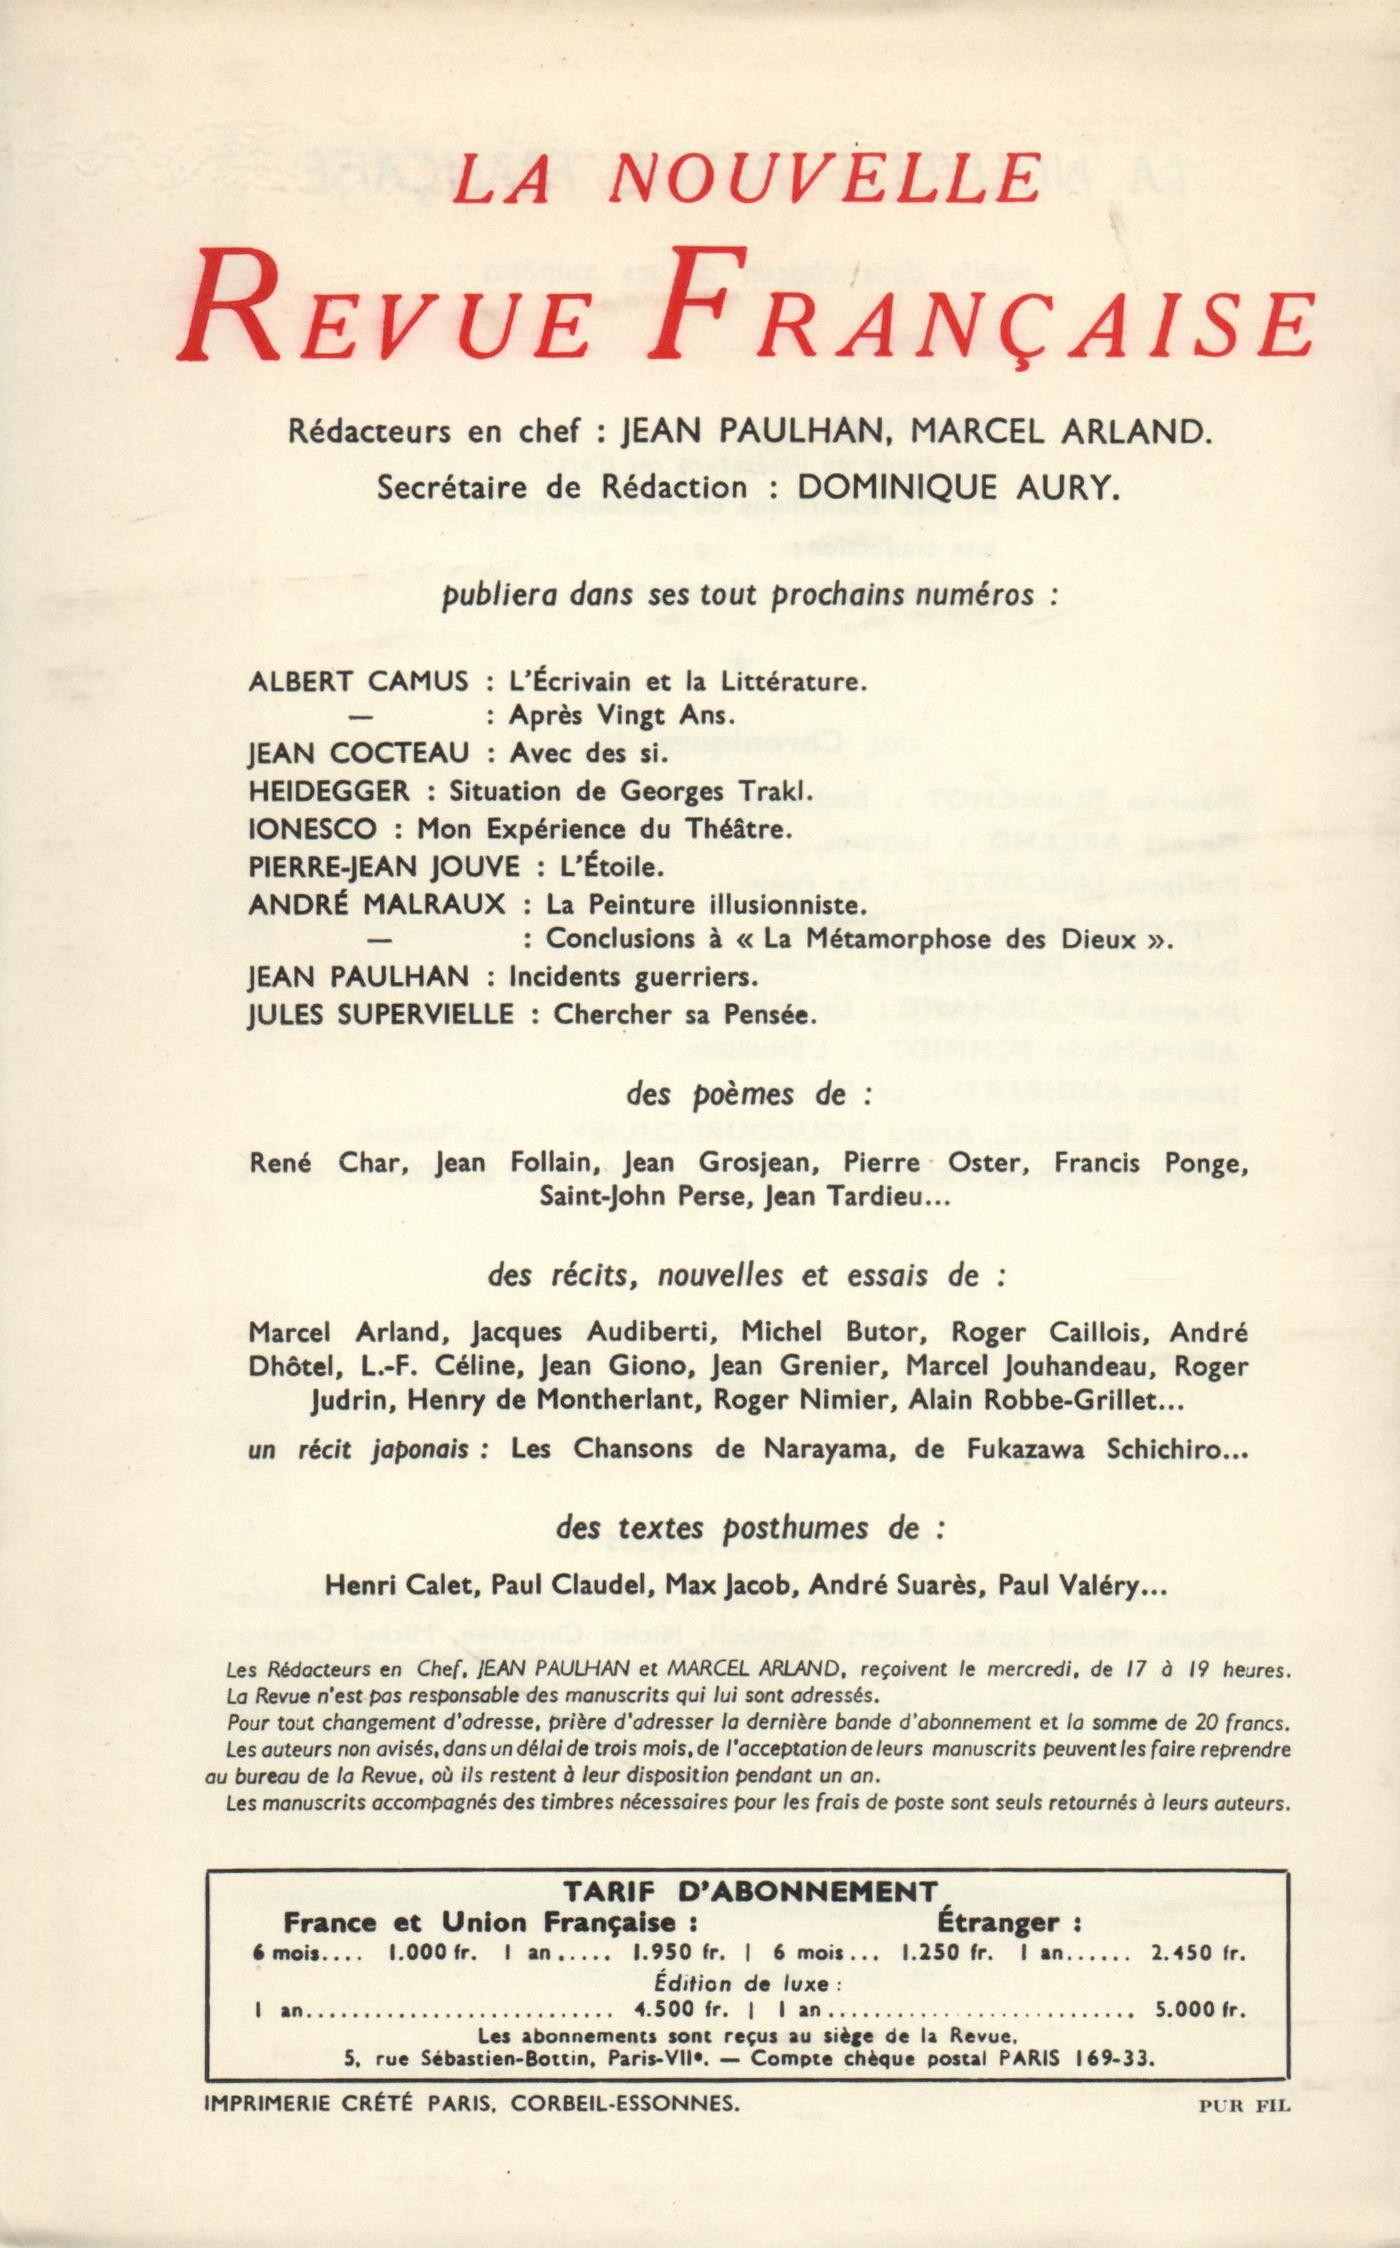 LA NOUVELLE
REVUE FRANÇAISE
Rédacteurs en chef : JEAN PAULHAN, MARCEL ARLAND.
Secrétaire de Rédaction : DOMINIQUE AURY.
publiera dans ses tout prochains numéros :
ALBERT CAMUS : L'Écrivain et la Littérature.
— : Après Vingt Ans.
JEAN COCTEAU : Avec des si.
HEIDEGGER : Situation de Georges Trakl.
IONESCO : Mon Expérience du Théâtre.
PIERRE-JEAN JOUVE : L'Étoile.
ANDRÉ MALRAUX : La Peinture illusionniste.
— : Conclusions à « La Métamorphose des Dieux ».
JEAN PAULHAN : Incidents guerriers.
JULES SUPERVIELLE : Chercher sa Pensée.
des poèmes de :
René Char, Jean Follain, Jean Grosjean, Pierre Oster, Francis Ponge,
Saint-John Perse, Jean Tardieu...
des récits, nouvelles et essais de :
Marcel Arland, Jacques Audiberti, Michel Butor, Roger Caillois, André
Dhôtel, L.-F. Céline, Jean Giono, Jean Grenier, Marcel Jouhandeau, Roger
Judrin, Henry de Montherlant, Roger Nimier, Alain Robbe-Grillet...
un récit japonais : Les Chansons de Narayama, de Fukazawa Schichiro...
des textes posthumes de :
Henri Calet, Paul Claudel, Max Jacob, André Suarès, Paul Valéry...
Les Rédacteurs en Chef, JEAN PAULHAN et MARCEL ARLAND, reçoivent le mercredi, de 17 à 19 heures.
La Revue n'est pas responsable des manuscrits qui lui sont adressés.
Pour tout changement d'adresse, prière d'adresser la dernière bande d'abonnement et la somme de 20 francs.
Les auteurs non avisés, dans un délai de trois mois, de l'acceptation de leurs manuscrits peuvent les faire reprendre
au bureau de la Revue, où ils restent à leur disposition pendant un an.
Les manuscrits accompagnés des timbres nécessaires pour les frais de poste sont seuls retournés à leurs auteurs.
TARIF D'ABONNEMENT
France et Union Française : Étranger :
6 mois.... 1.000 fr. 1 an..... 1.950 fr. | 6 mois... 1.250 fr. 1 an...... 2.450 fr.
Édition de luxe :
1 an........................... 4.500 fr. | 1 an........................... 5.000 fr.
Les abonnements sont reçus au siège de la Revue,
5, rue Sébastien-Bottin, Paris-VIIe. — Compte chèque postal PARIS 169-33.
IMPRIMERIE CRÉTÉ PARIS, CORBEIL-ESSONNES. PUR FIL